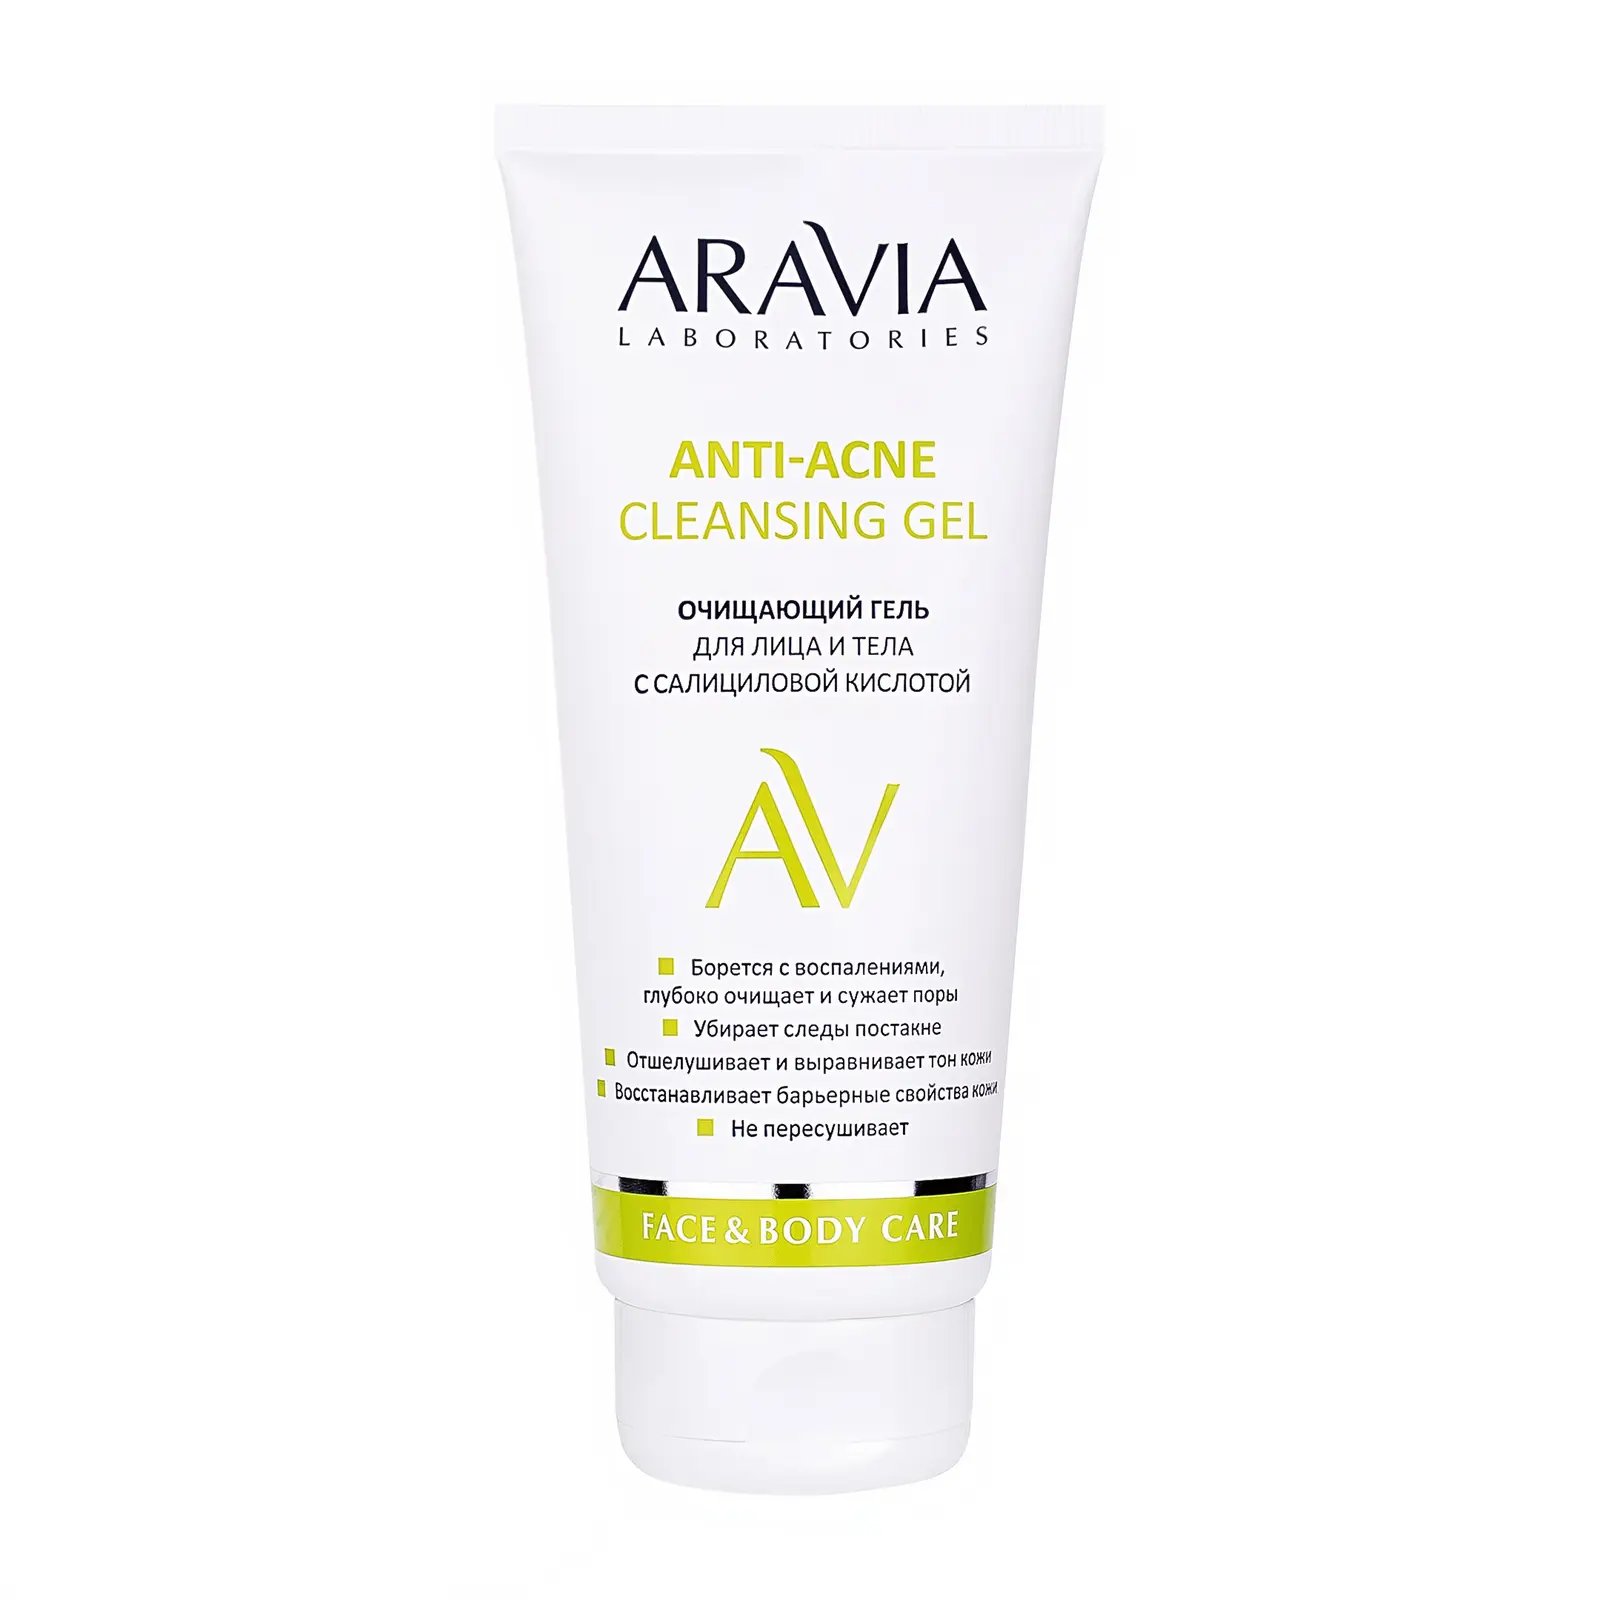 ARAVIA
LABORATORIES
ANTI-ACNE
CLEANSING GEL
ОЧИЩАЮЩИЙ ГЕЛЬ
ДЛЯ ЛИЦА И ТЕЛА
С САЛИЦИЛОВОЙ КИСЛОТОЙ
AV
Борется с воспалениями,
глубоко очищает и сужает поры
Убирает следы постакне
Отшелушивает и выравнивает тон кожи
Восстанавливает барьерные свойства кожи
Не пересушивает
FACE & BODY CARE